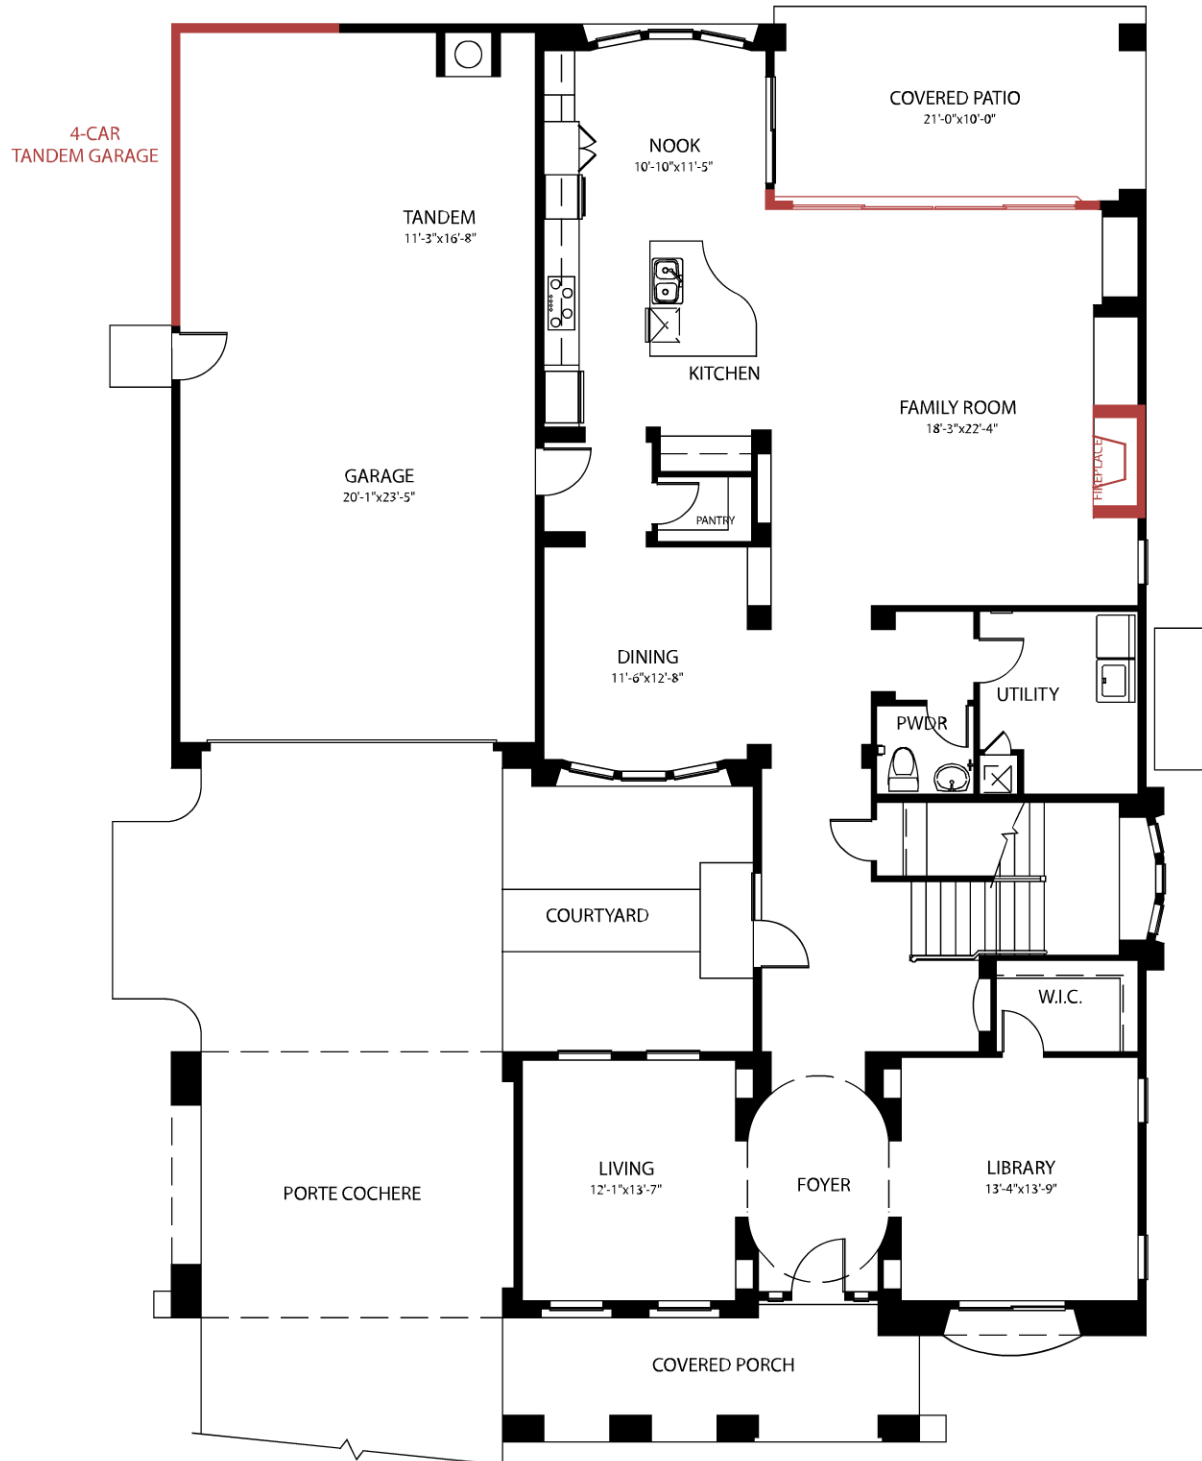 COVERED PATIO
21'-0"x10'-0"
4-CAR
TANDEM GARAGE
NOOK
10'-10"x11'-5"
TANDEM
11'-3"x16'-8"
KITCHEN
FAMILY ROOM
18'-3"x22'-4"
FIREPLACE
GARAGE
20'-1"x23'-5"
PANTRY
DINING
11'-6"x12'-8"
UTILITY
PWDR
COURTYARD
W.I.C.
LIVING
12'-1"x13'-7"
FOYER
LIBRARY
13'-4"x13'-9"
PORTE COCHERE
COVERED PORCH